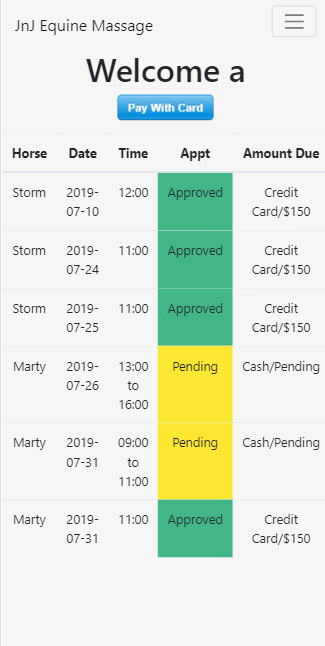 JnJ Equine Massage
Welcome a
Pay With Card
Horse Date Time Appt Amount Due
Storm 2019-07-10 12:00 Approved Credit Card/$150
Storm 2019-07-24 11:00 Approved Credit Card/$150
Storm 2019-07-25 11:00 Approved Credit Card/$150
Marty 2019-07-26 13:00 to 16:00 Pending Cash/Pending
Marty 2019-07-31 09:00 to 11:00 Pending Cash/Pending
Marty 2019-07-31 11:00 Approved Credit Card/$150